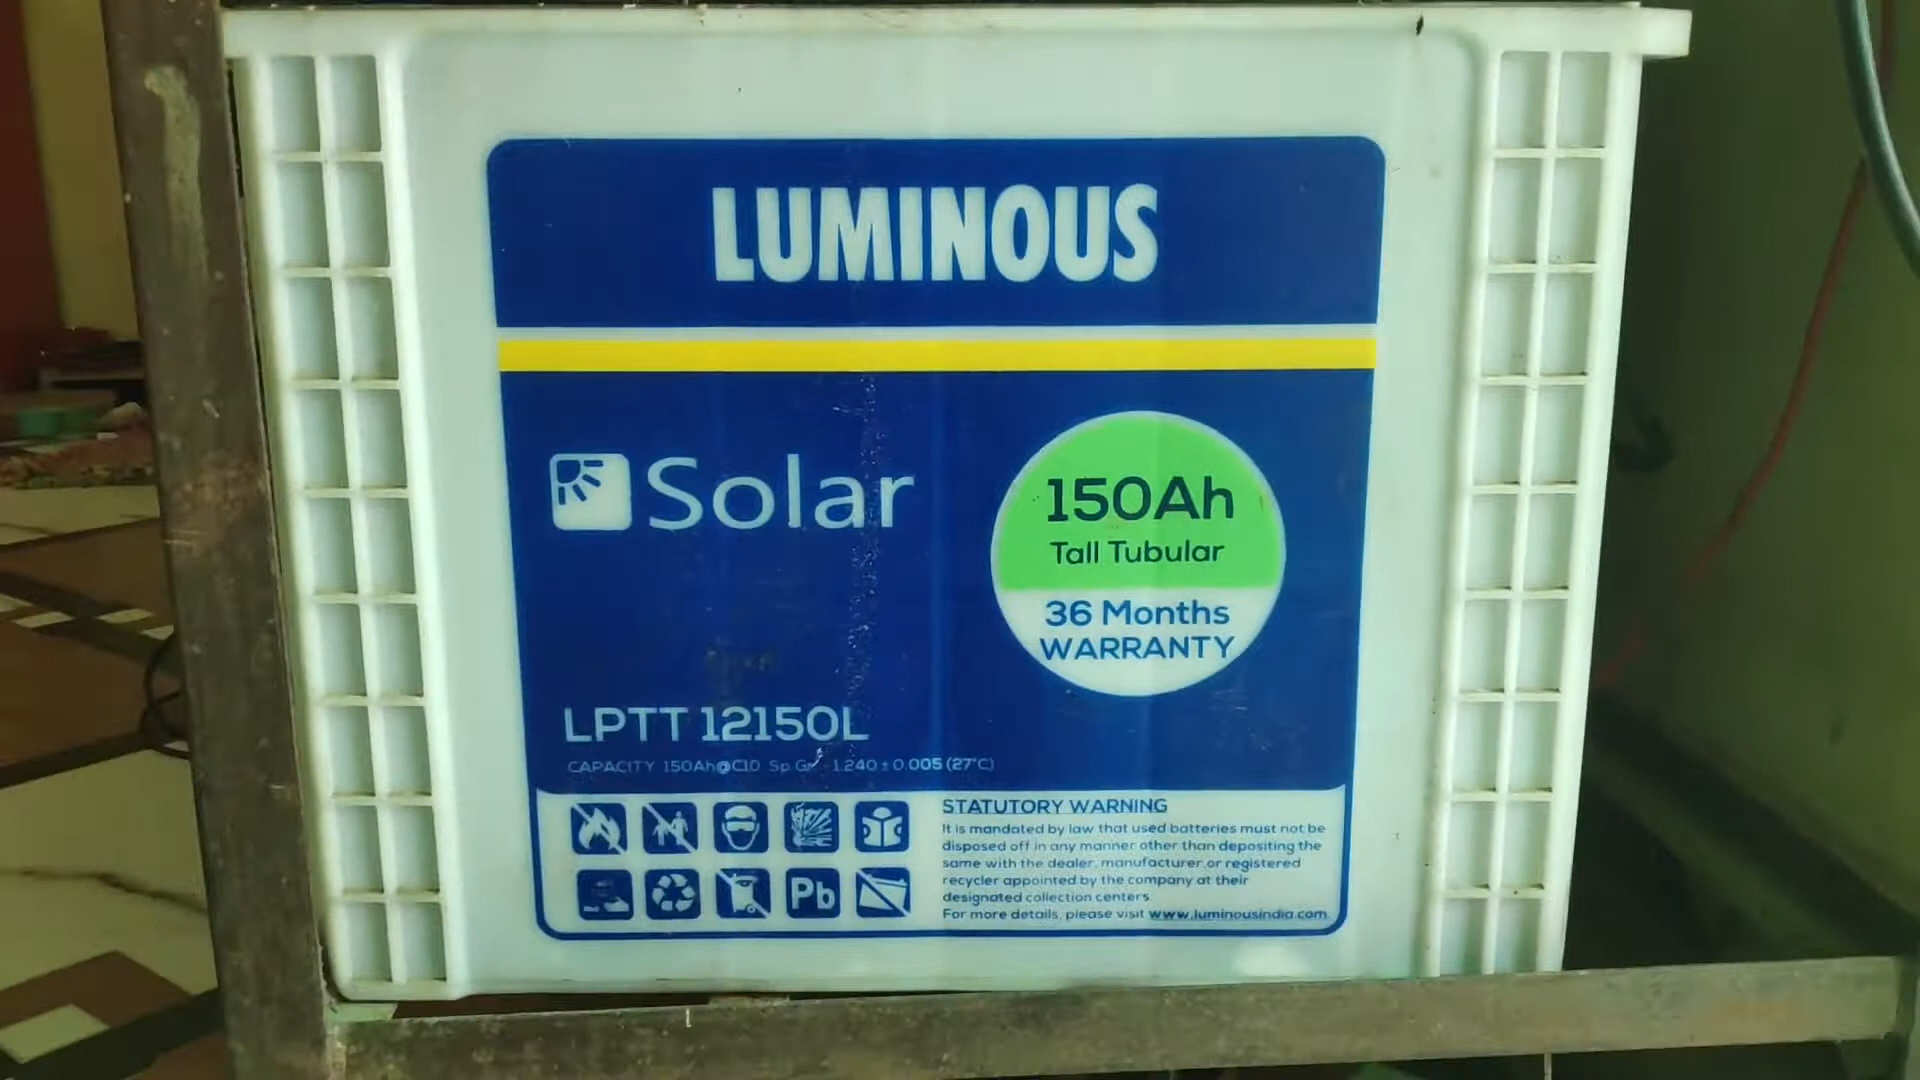 LUMINOUS
Solar
150Ah
Tall Tubular
36 Months
WARRANTY
LPTT 12150L
CAPACITY 150Ah@C10 Sp.Gr. 1.240 ± 0.005 (27°C)
STATUTORY WARNING
It is mandated by law that used batteries must not be
disposed off in any manner other than depositing the
same with the dealer, manufacturer or registered
recycler appointed by the company at their
designated collection centers
For more details, please visit www.luminousindia.com
Pb